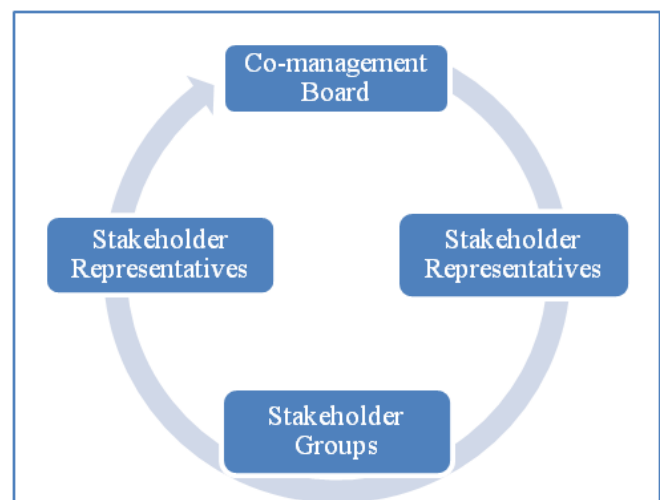 Co-management
Board
Stakeholder
Representatives
Stakeholder
Representatives
Stakeholder
Groups